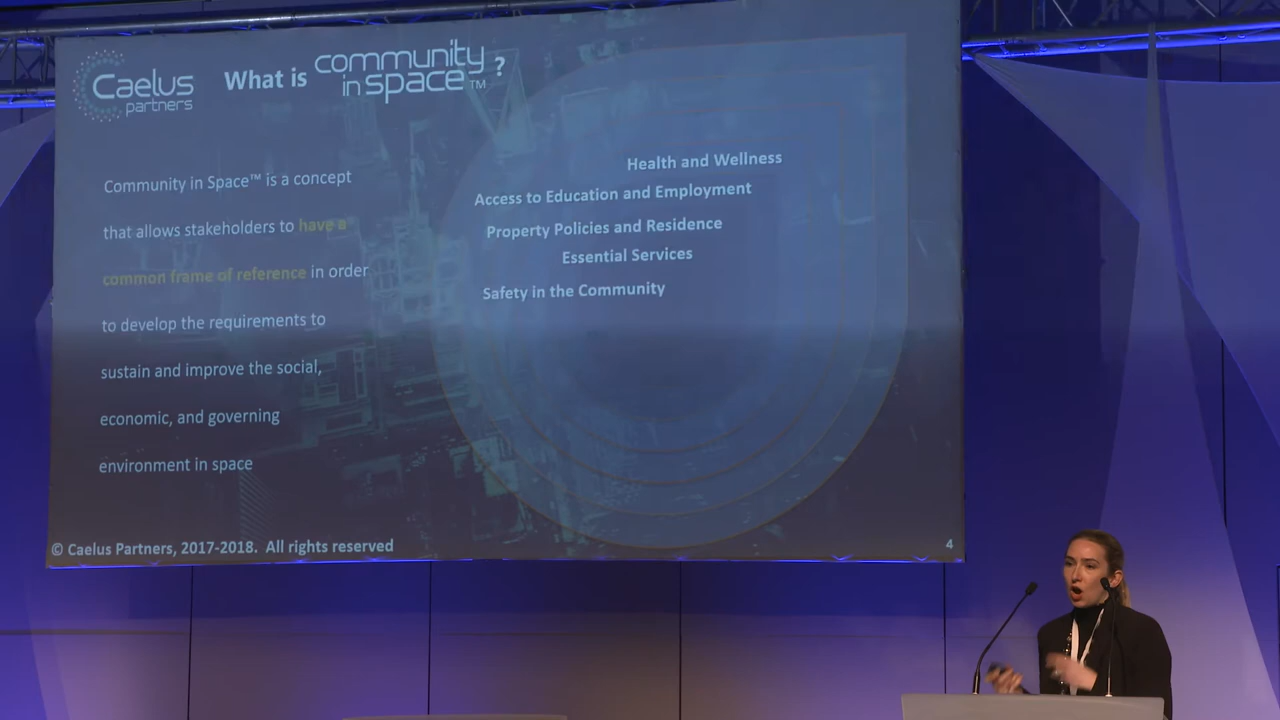 Caelus
partners
What is community in space™ ?
Community in Space™ is a concept
that allows stakeholders to have a
common frame of reference in order
to develop the requirements to
sustain and improve the social,
economic, and governing
environment in space
Health and Wellness
Access to Education and Employment
Property Policies and Residence
Essential Services
Safety in the Community
© Caelus Partners, 2017-2018. All rights reserved
4